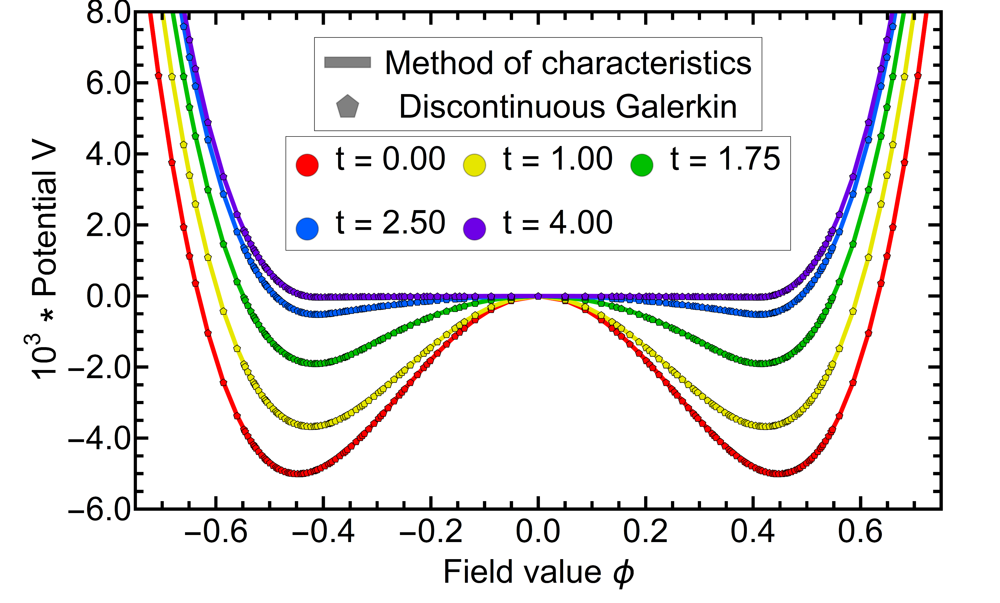 8.0
6.0
4.0
2.0
0.0
−2.0
−4.0
−6.0
10³ * Potential V
Method of characteristics
Discontinuous Galerkin
t = 0.00 t = 1.00 t = 1.75
t = 2.50 t = 4.00
−0.6 −0.4 −0.2 0.0 0.2 0.4 0.6
Field value ϕ